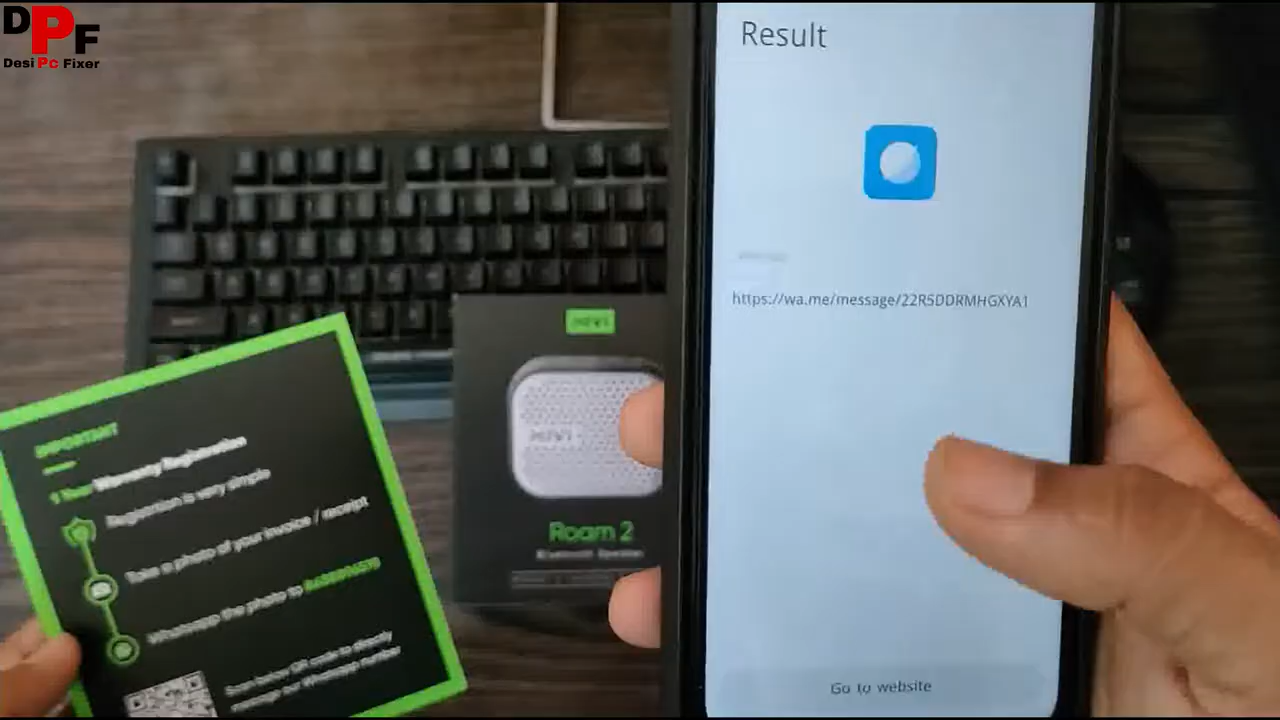 DPF
Desi Pc Fixer
Result
https://wa.me/message/22R5DDRMHGXYA1
Go to website
MIVI
MIVI
Roam 2
Bluetooth Speaker
IMPORTANT
1 Year Warranty Registration
Registration is very simple
Take a photo of your invoice / receipt
Whatsapp the photo to
Scan below QR code to directly
message our Whatsapp number